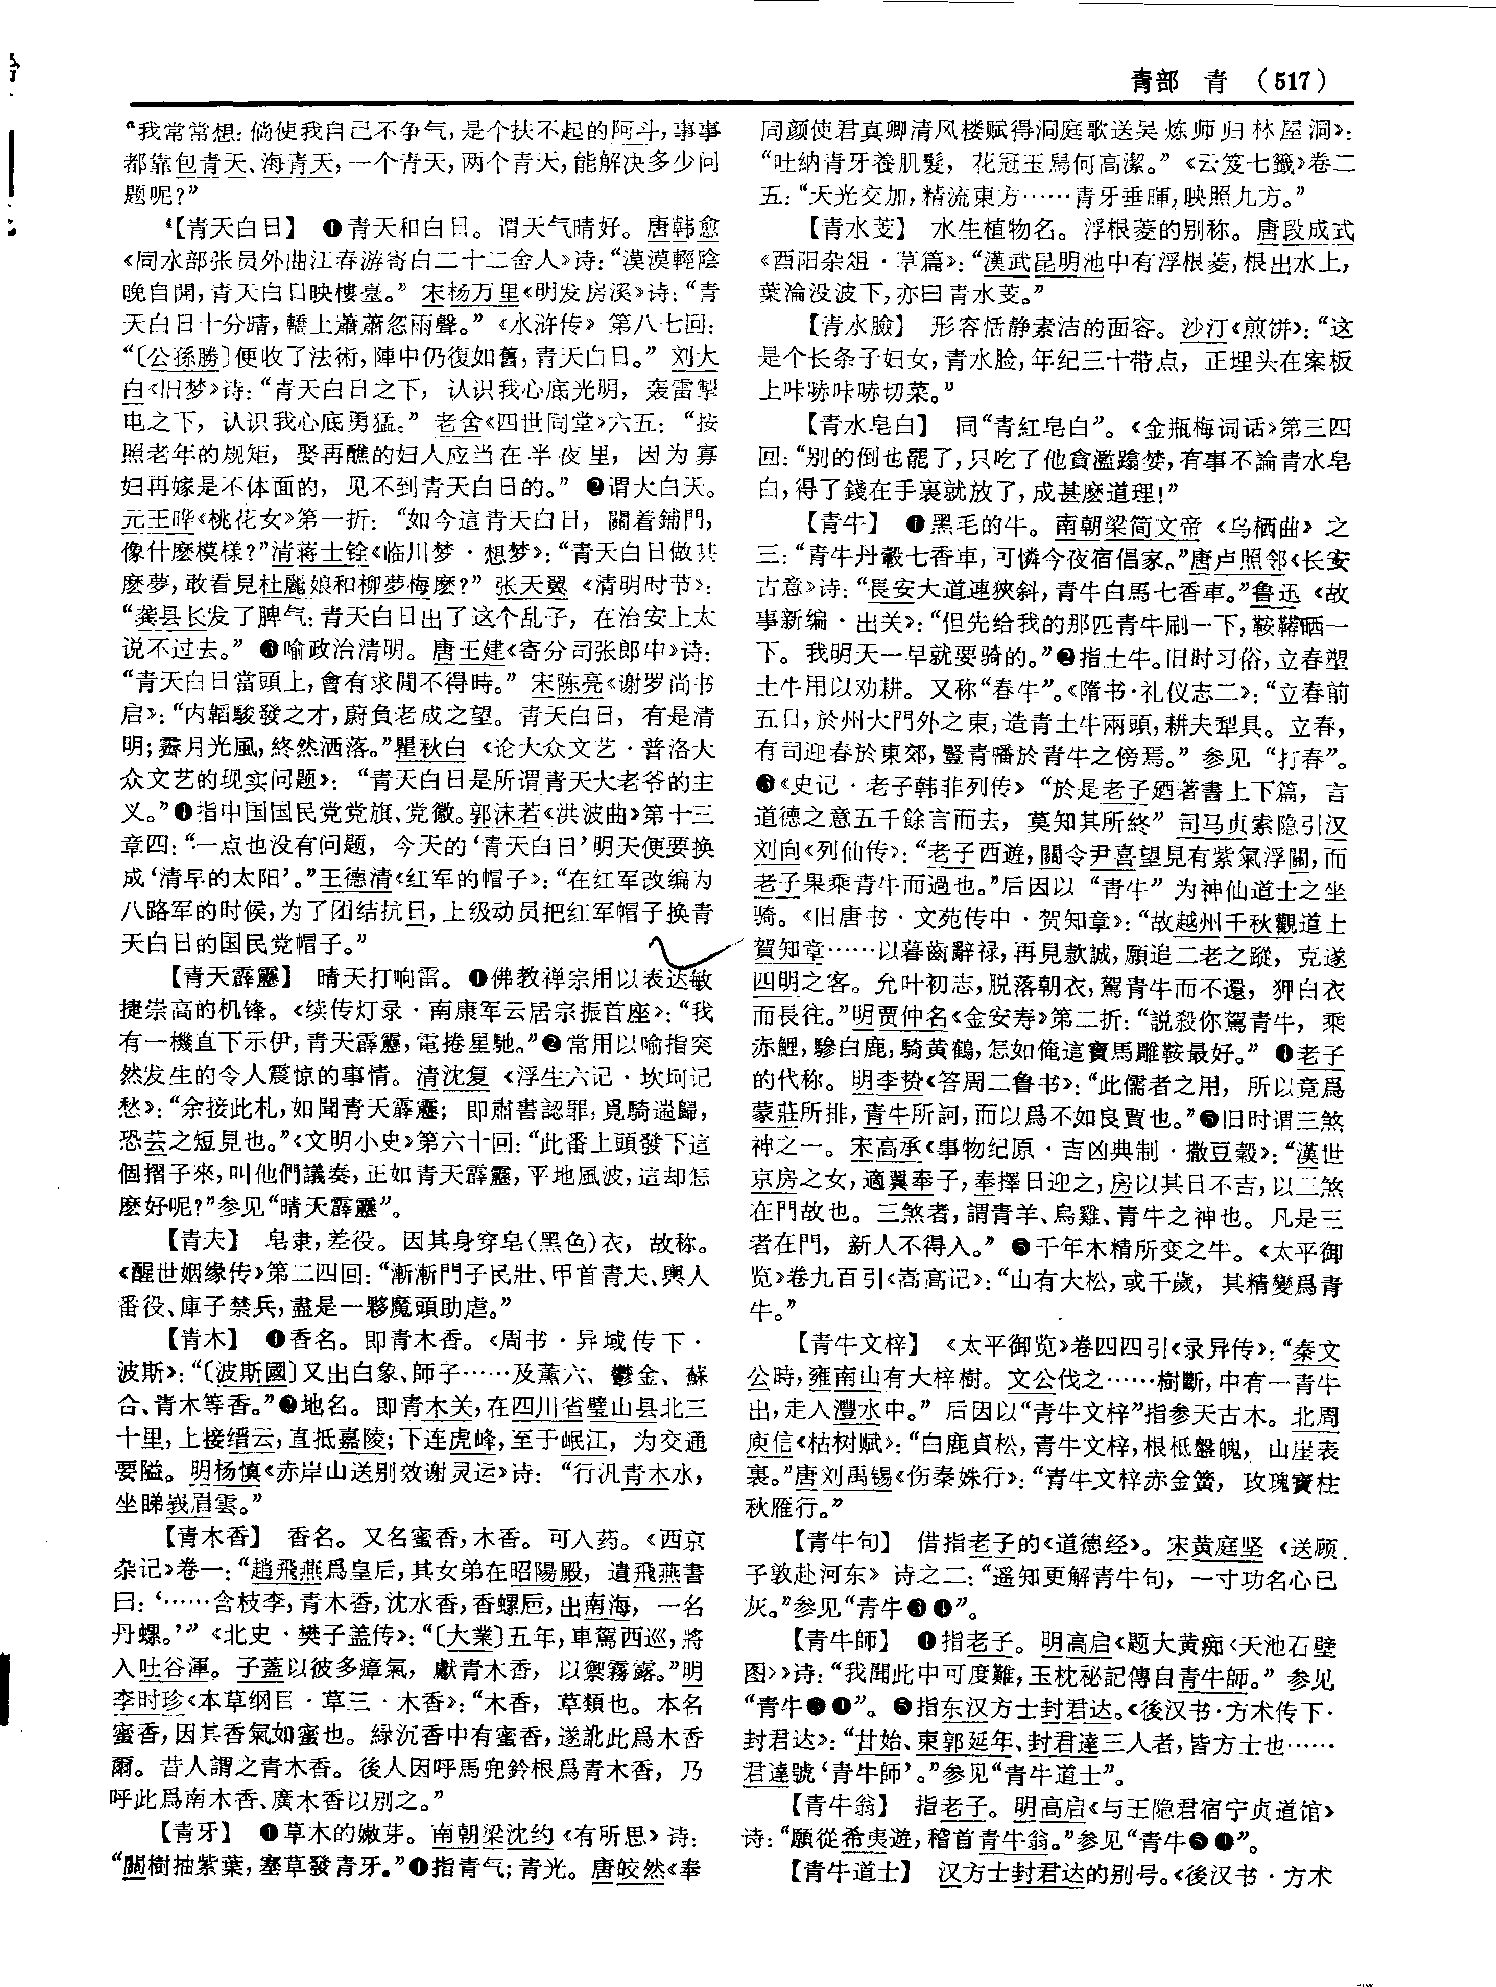 青部 青 (517)
“我常常想：倘使我自己不争气，是个扶不起的阿斗，事事
都靠包青天、海青天，一个青天，两个青天，能解决多少问
题呢？”
【青天白日】 ❶青天和白日。谓天气晴好。唐韩愈
《同水部张员外曲江春游寄白二十二舍人》诗：“漠漠輕陰
晚自開，青天白日映樓臺。” 宋杨万里《明发房溪》诗：“青
天白日十分晴，轎上蕭蕭忽雨聲。”《水浒传》第八七回：
“〔公孫勝〕便收了法術，陣中仍復如舊，青天白日。” 刘大
白《旧梦》诗：“青天白日之下，认识我心底光明，轰雷掣
电之下，认识我心底勇猛。” 老舍《四世同堂》六五：“按
照老年的规矩，娶再醮的妇人应当在半夜里，因为寡
妇再嫁是不体面的，见不到青天白日的。” ❷谓大白天。
元王晔《桃花女》第一折：“如今這青天白日，關着鋪門，
像什麽模樣？”清蒋士铨《临川梦·想梦》：“青天白日做其
麽夢，敢看見杜麗娘和柳夢梅麽？” 张天翼《清明时节》：
“龚县长发了脾气：青天白日出了这个乱子，在治安上太
说不过去。” ❸喻政治清明。唐王建《寄分司张郎中》诗：
“青天白日當頭上，會有求閒不得時。” 宋陈亮《谢罗尚书
启》：“内韜駿發之才，蔚負老成之望。青天白日，有是清
明；霽月光風，終然洒落。”瞿秋白《论大众文艺·普洛大
众文艺的现实问题》：“青天白日是所谓青天大老爷的主
义。”❹指中国国民党党旗、党徽。郭沫若《洪波曲》第十三
章四：“一点也没有问题，今天的‘青天白日’明天便要换
成‘清早的太阳’。”王德清《红军的帽子》：“在红军改编为
八路军的时候，为了团结抗日，上级动员把红军帽子换青
天白日的国民党帽子。”
【青天霹靂】 晴天打响雷。❶佛教禅宗用以表达敏
捷崇高的机锋。《续传灯录·南康军云居宗振首座》：“我
有一機直下示伊，青天霹靂，電捲星馳。”❷常用以喻指突
然发生的令人震惊的事情。清沈复《浮生六记·坎坷记
愁》：“余接此札，如聞青天霹靂；即肅書認罪，覓騎遄歸，
恐芸之短見也。”《文明小史》第六十回：“此番上頭發下這
個摺子來，叫他們議奏，正如青天霹靂，平地風波，這却怎
麽好呢？”参见“晴天霹靂”。
【青夫】 皂隶，差役。因其身穿皂（黑色）衣，故称。
《醒世姻缘传》第二四回：“漸漸門子民壯、甲首青夫、輿人
番役、庫子禁兵，盡是一夥魔頭助虐。”
【青木】 ❶香名。即青木香。《周书·异域传下·
波斯》：“〔波斯國〕又出白象、師子……及薰六、鬱金、蘇
合、青木等香。”❷地名。即青木关，在四川省璧山县北三
十里，上接缙云，直抵嘉陵；下连虎峰，至于岷江，为交通
要隘。明杨慎《赤岸山送别效谢灵运》诗：“行汎青木水，
坐睇峩眉雲。”
【青木香】 香名。又名蜜香，木香。可入药。《西京
杂记》卷一：“趙飛燕爲皇后，其女弟在昭陽殿，遺飛燕書
曰：‘……含枝李，青木香，沈水香，香螺卮，出南海，一名
丹螺。’”《北史·樊子盖传》：“〔大業〕五年，車駕西巡，將
入吐谷渾。子蓋以彼多瘴氣，獻青木香，以禦霧露。”明
李时珍《本草纲目·草三·木香》：“木香，草類也。本名
蜜香，因其香氣如蜜也。緣沉香中有蜜香，遂訛此爲木香
爾。昔人謂之青木香。後人因呼馬兜鈴根爲青木香，乃
呼此爲南木香、廣木香以别之。”
【青牙】 ❶草木的嫩芽。南朝梁沈约《有所思》诗：
“關樹抽紫葉，塞草發青牙。”❶指青气；青光。唐皎然《奉
同颜使君真卿清风楼赋得洞庭歌送吴炼师归林屋洞》：
“吐納青牙養肌髮，花冠玉舄何高潔。”《云笈七籤》卷二
五：“天光交加，精流東方……青牙垂暉，映照九方。”
【青水芰】 水生植物名。浮根菱的别称。唐段成式
《酉阳杂俎·草篇》：“漢武昆明池中有浮根菱，根出水上，
葉淪没波下，亦曰青水芰。”
【青水臉】 形容恬静素洁的面容。沙汀《煎饼》：“这
是个长条子妇女，青水脸，年纪三十带点，正埋头在案板
上咔哧咔哧切菜。”
【青水皂白】 同“青紅皂白”。《金瓶梅词话》第三四
回：“别的倒也罷了，只吃了他貪濫蹹婪，有事不論青水皂
白，得了錢在手裏就放了，成甚麽道理！”
【青牛】 ❶黑毛的牛。南朝梁简文帝《乌栖曲》之
三：“青牛丹轂七香車，可憐今夜宿倡家。”唐卢照邻《长安
古意》诗：“長安大道連狹斜，青牛白馬七香車。”鲁迅《故
事新编·出关》：“但先给我的那匹青牛刷一下，鞍鞯晒一
下。我明天一早就要骑的。”❷指土牛。旧时习俗，立春塑
土牛用以劝耕。又称“春牛”。《隋书·礼仪志二》：“立春前
五日，於州大門外之東，造青土牛兩頭，耕夫犁具。立春，
有司迎春於東郊，豎青幡於青牛之傍焉。” 参见“打春”。
❸《史记·老子韩非列传》“於是老子廼著書上下篇，言
道德之意五千餘言而去，莫知其所終” 司马贞索隐引汉
刘向《列仙传》：“老子西遊，關令尹喜望見有紫氣浮關，而
老子果乘青牛而過也。”后因以“青牛”为神仙道士之坐
骑。《旧唐书·文苑传中·贺知章》：“故越州千秋觀道士
賀知章……以暮齒辭禄，再見款誠，願追二老之蹤，克遂
四明之客。允叶初志，脱落朝衣，駕青牛而不還，狎白衣
而長往。”明贾仲名《金安寿》第二折：“説殺你駕青牛，乘
赤鯉，驂白鹿，騎黄鶴，怎如俺這寶馬雕鞍最好。” ❹老子
的代称。明李贽《答周二鲁书》：“此儒者之用，所以竟爲
蒙莊所排，青牛所訶，而以爲不如良賈也。”❺旧时谓三煞
神之一。宋高承《事物纪原·吉凶典制·撒豆穀》：“漢世
京房之女，適翼奉子，奉擇日迎之，房以其日不吉，以三煞
在門故也。三煞者，謂青羊、烏雞、青牛之神也。凡是三
者在門，新人不得入。” ❺千年木精所变之牛。《太平御
览》卷九百引《嵩高记》：“山有大松，或千歲，其精變爲青
牛。”
【青牛文梓】 《太平御览》卷四四引《录异传》：“秦文
公時，雍南山有大梓樹。文公伐之……樹斷，中有一青牛
出，走入灃水中。” 后因以“青牛文梓”指参天古木。北周
庾信《枯树赋》：“白鹿貞松，青牛文梓，根柢盤魄，山崖表
裏。”唐刘禹锡《伤秦姝行》：“青牛文梓赤金簧，玫瑰寶柱
秋雁行。”
【青牛句】 借指老子的《道德经》。宋黄庭坚《送顾
子敦赴河东》诗之二：“遥知更解青牛句，一寸功名心已
灰。”参见“青牛❸❹”。
【青牛師】 ❶指老子。明高启《题大黄痴〈天池石壁
图〉》诗：“我聞此中可度難，玉枕秘記傳自青牛師。” 参见
“青牛❸❹”。❷指东汉方士封君达。《後汉书·方术传下·
封君达》：“甘始、東郭延年、封君達三人者，皆方士也……
君達號‘青牛師’。”参见“青牛道士”。
【青牛翁】 指老子。明高启《与王隐君宿宁贞道馆》
诗：“願從希夷遊，稽首青牛翁。”参见“青牛❸❹”。
【青牛道士】 汉方士封君达的别号。《後汉书·方术